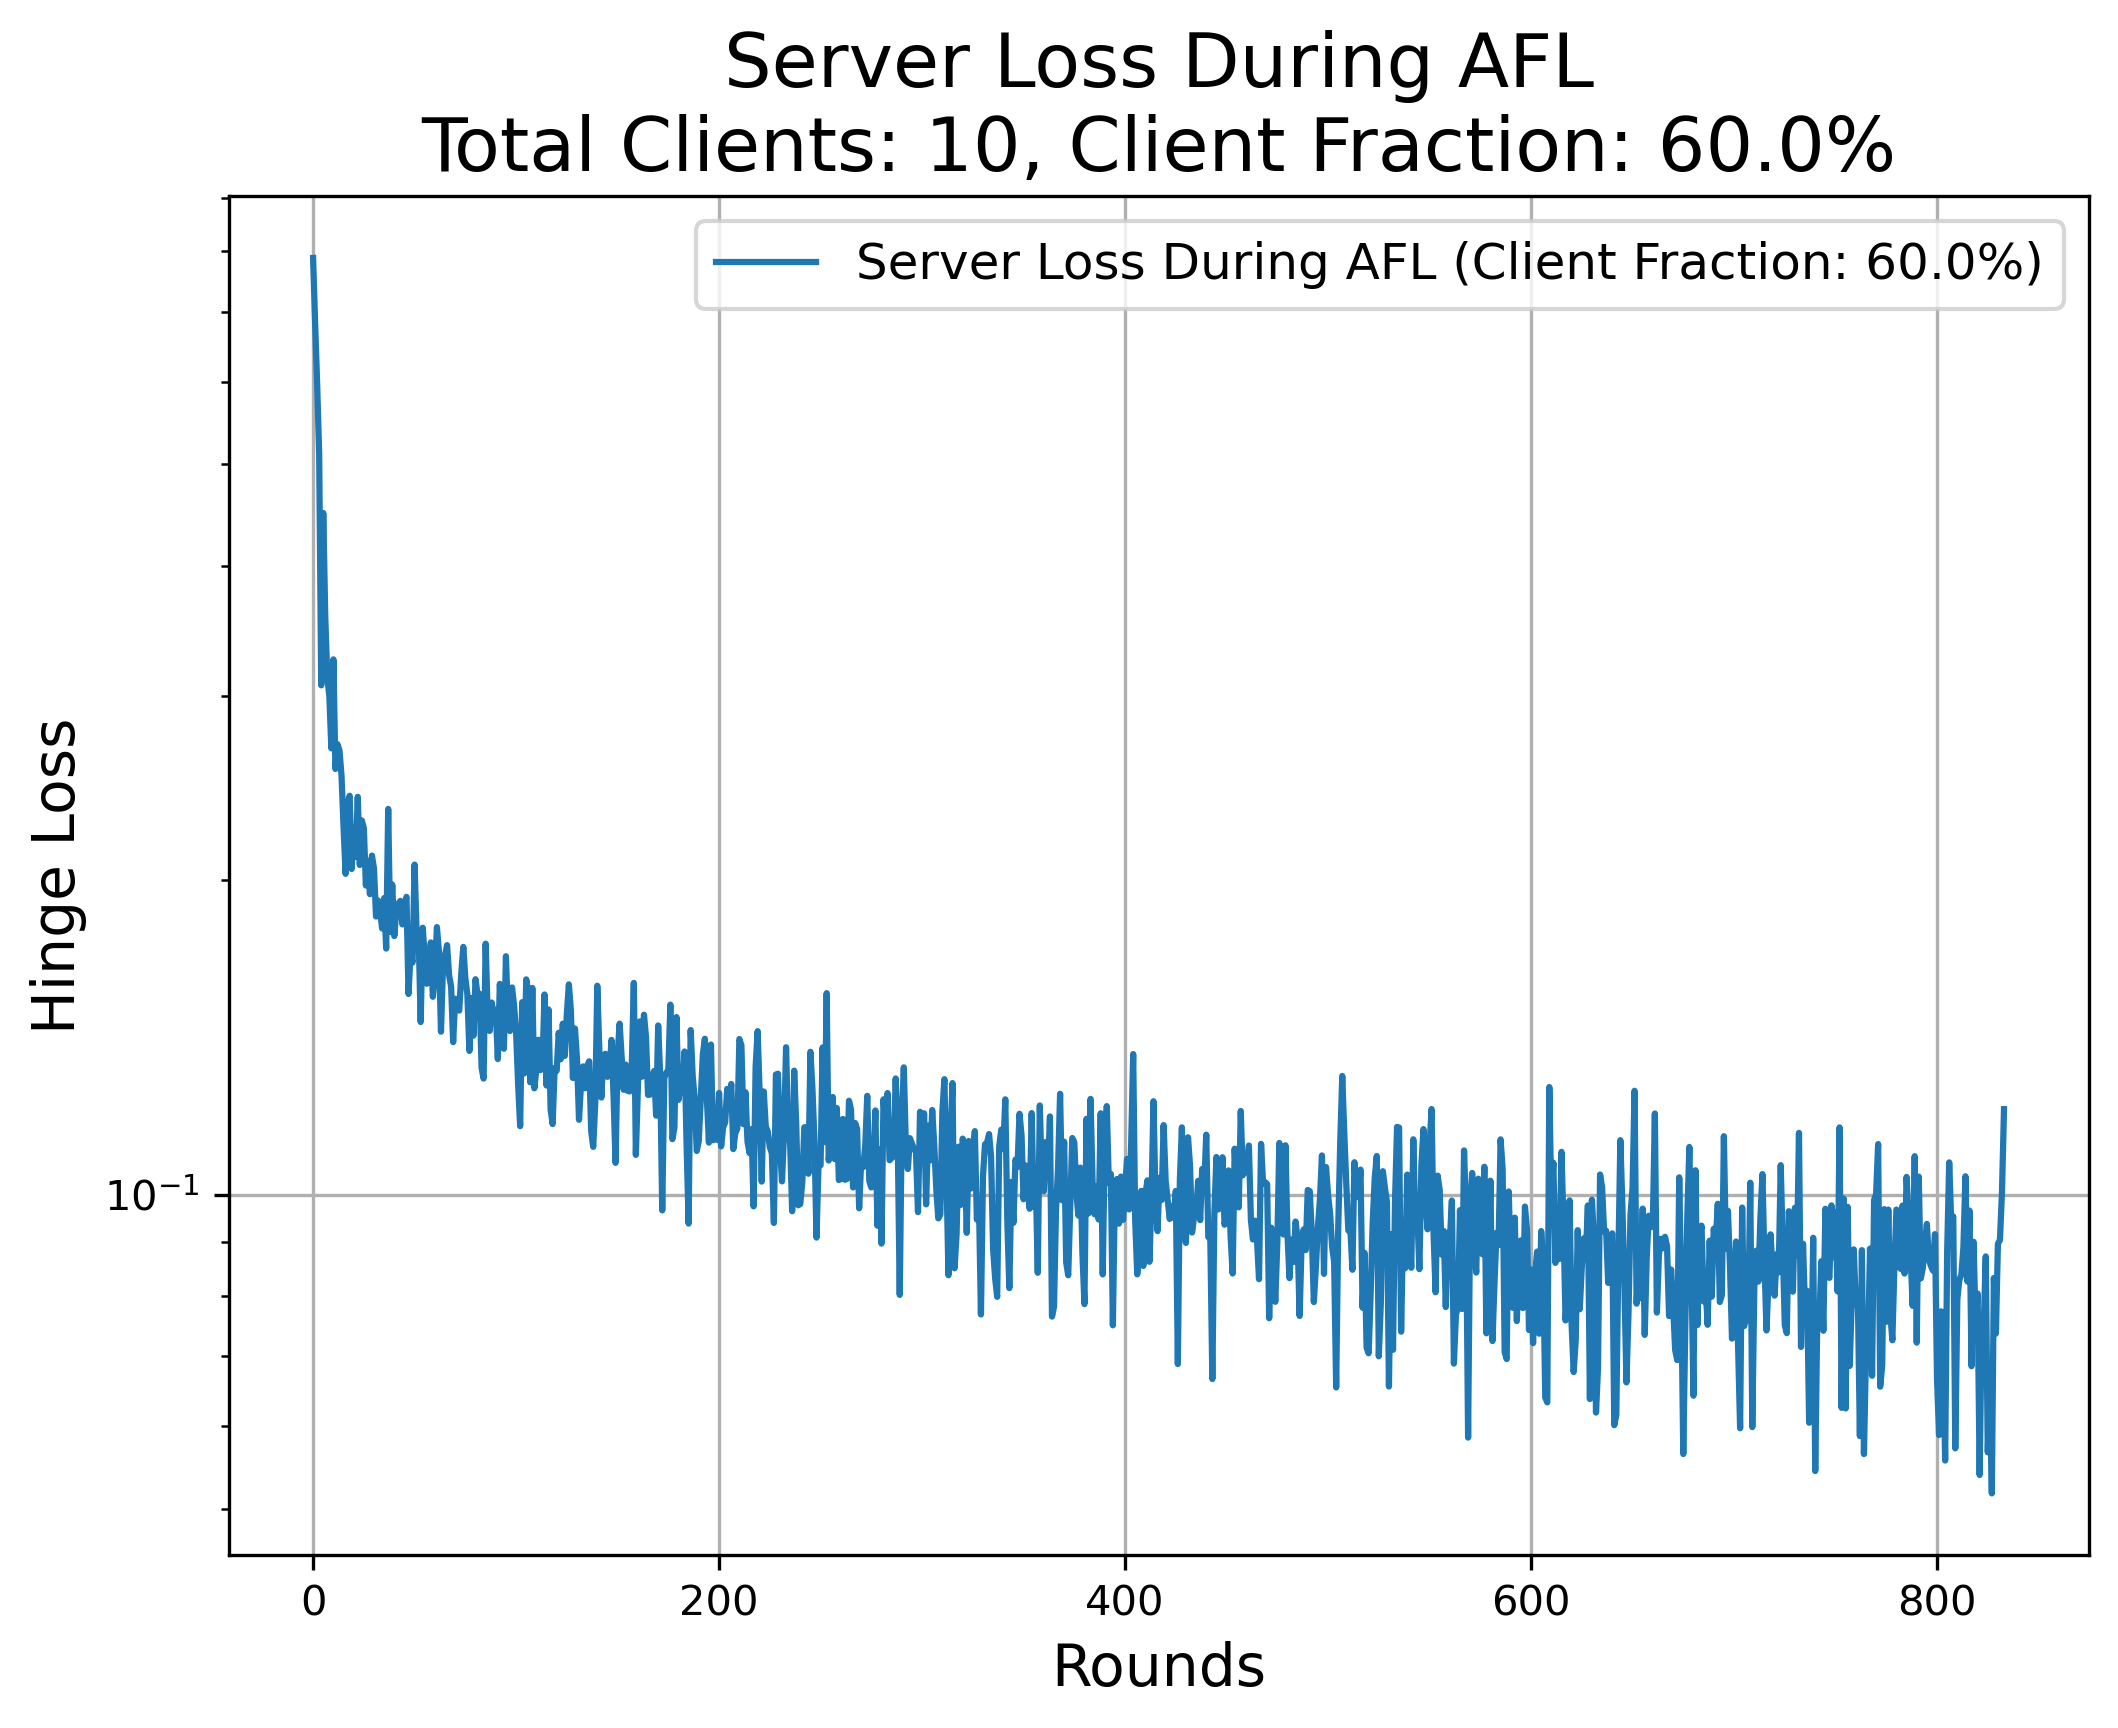 Server Loss During AFL
Total Clients: 10, Client Fraction: 60.0%
Server Loss During AFL (Client Fraction: 60.0%)
Hinge Loss
10⁻¹
0 200 400 600 800
Rounds